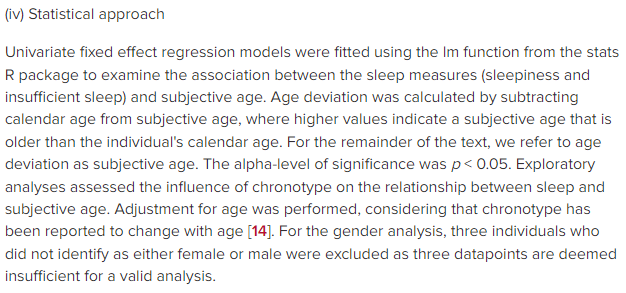 (iv) Statistical approach
Univariate fixed effect regression models were fitted using the lm function from the stats
R package to examine the association between the sleep measures (sleepiness and
insufficient sleep) and subjective age. Age deviation was calculated by subtracting
calendar age from subjective age, where higher values indicate a subjective age that is
older than the individual's calendar age. For the remainder of the text, we refer to age
deviation as subjective age. The alpha-level of significance was p < 0.05. Exploratory
analyses assessed the influence of chronotype on the relationship between sleep and
subjective age. Adjustment for age was performed, considering that chronotype has
been reported to change with age [14]. For the gender analysis, three individuals who
did not identify as either female or male were excluded as three datapoints are deemed
insufficient for a valid analysis.